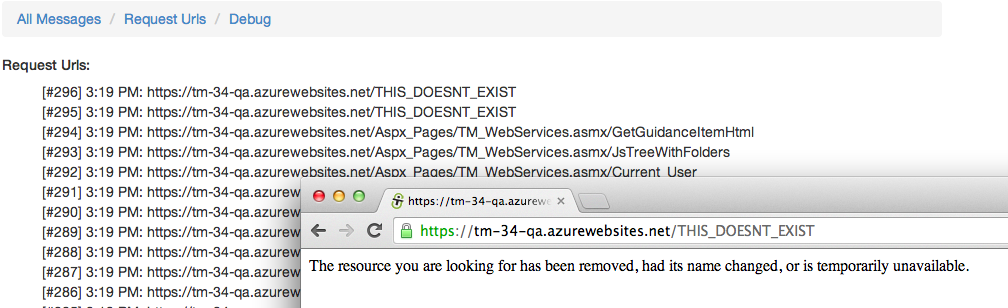 All Messages / Request Urls / Debug
Request Urls:
[#296] 3:19 PM: https://tm-34-qa.azurewebsites.net/THIS_DOESNT_EXIST
[#295] 3:19 PM: https://tm-34-qa.azurewebsites.net/THIS_DOESNT_EXIST
[#294] 3:19 PM: https://tm-34-qa.azurewebsites.net/Aspx_Pages/TM_WebServices.asmx/GetGuidanceItemHtml
[#293] 3:19 PM: https://tm-34-qa.azurewebsites.net/Aspx_Pages/TM_WebServices.asmx/JsTreeWithFolders
[#292] 3:19 PM: https://tm-34-qa.azurewebsites.net/Aspx_Pages/TM_WebServices.asmx/Current_User
[#291] 3:19 PM: https://tm-34-qa.azurew
[#290] 3:19 PM: https://tm-34-qa.azurew
[#289] 3:19 PM: https://tm-34-qa.azurew
[#288] 3:19 PM: https://tm-34-qa.azurew
[#287] 3:19 PM: https://tm-34-qa.azurew
[#286] 3:19 PM: https://tm-34-qa.azurew
https://tm-34-qa.azurewe
https://tm-34-qa.azurewebsites.net/THIS_DOESNT_EXIST
The resource you are looking for has been removed, had its name changed, or is temporarily unavailable.